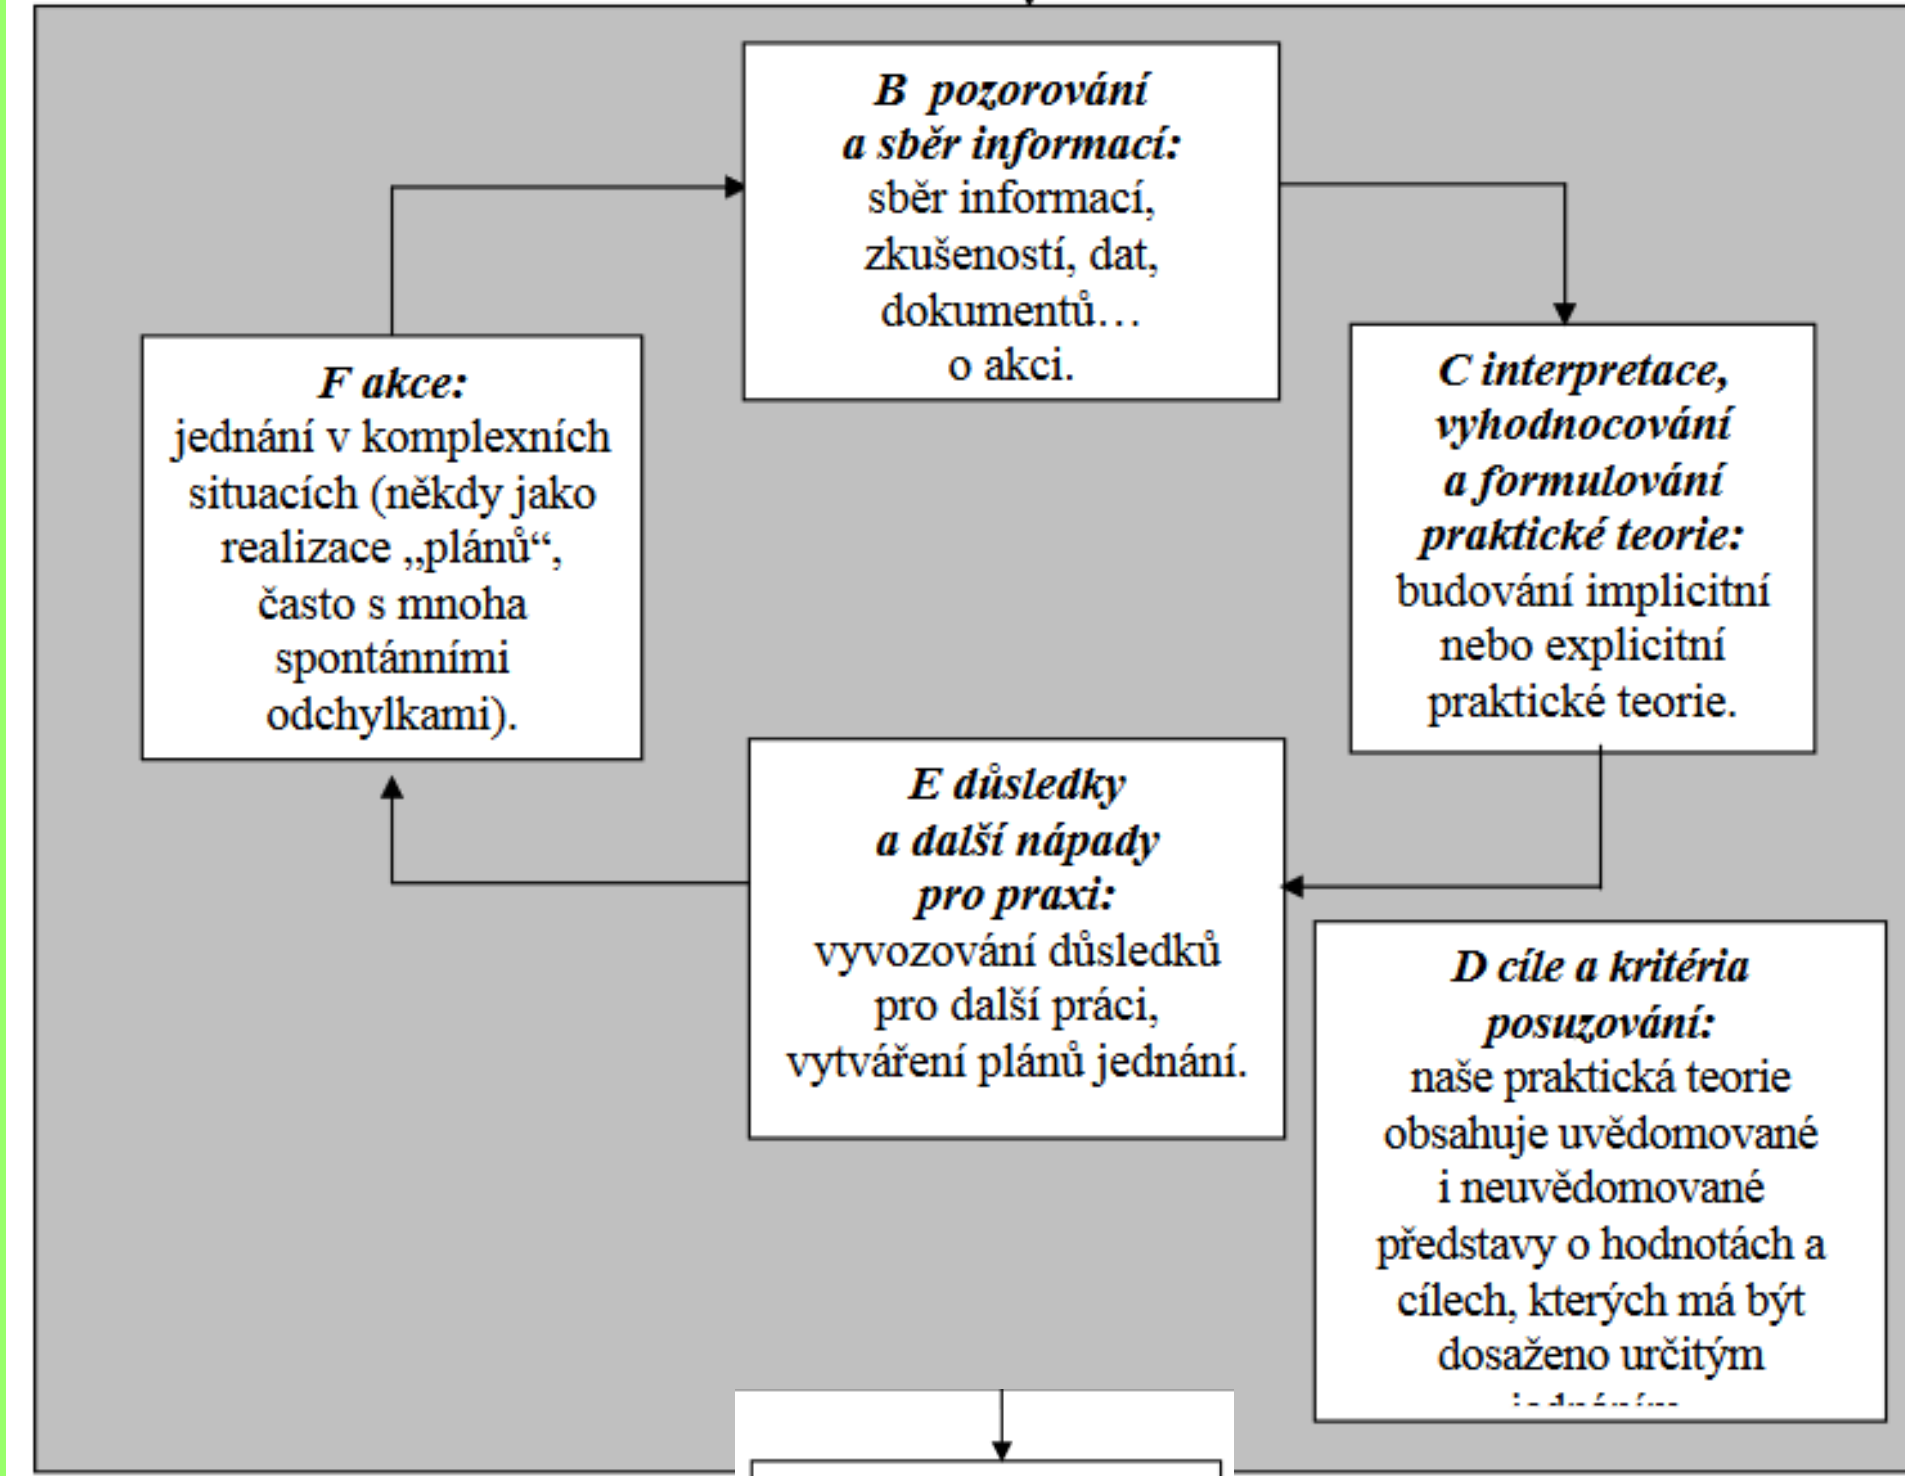 B pozorování
a sběr informací:
sběr informací,
zkušeností, dat,
dokumentů…
o akci.
C interpretace,
vyhodnocování
a formulování
praktické teorie:
budování implicitní
nebo explicitní
praktické teorie.
F akce:
jednání v komplexních
situacích (někdy jako
realizace „plánů“,
často s mnoha
spontánními
odchylkami).
E důsledky
a další nápady
pro praxi:
vyvozování důsledků
pro další práci,
vytváření plánů jednání.
D cíle a kritéria
posuzování:
naše praktická teorie
obsahuje uvědomované
i neuvědomované
představy o hodnotách a
cílech, kterých má být
dosaženo určitým